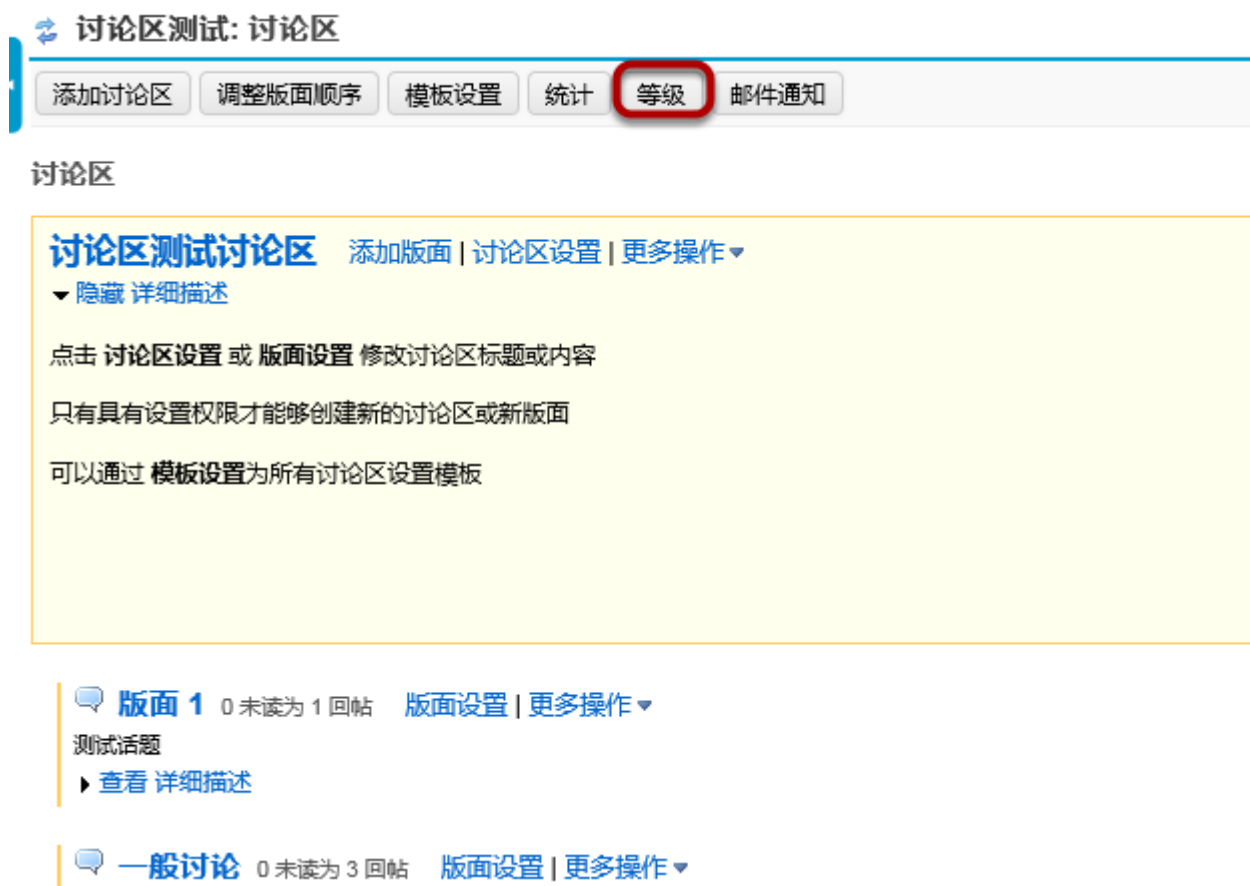 讨论区测试: 讨论区
添加讨论区 调整版面顺序 模板设置 统计 等级 邮件通知
讨论区
讨论区测试讨论区 添加版面 | 讨论区设置 | 更多操作
隐藏 详细描述
点击 讨论区设置 或 版面设置 修改讨论区标题或内容
只有具有设置权限才能够创建新的讨论区或新版面
可以通过 模板设置为所有讨论区设置模板
版面 1 0 未读为 1 回帖 版面设置 | 更多操作
测试话题
查看 详细描述
一般讨论 0 未读为 3 回帖 版面设置 | 更多操作